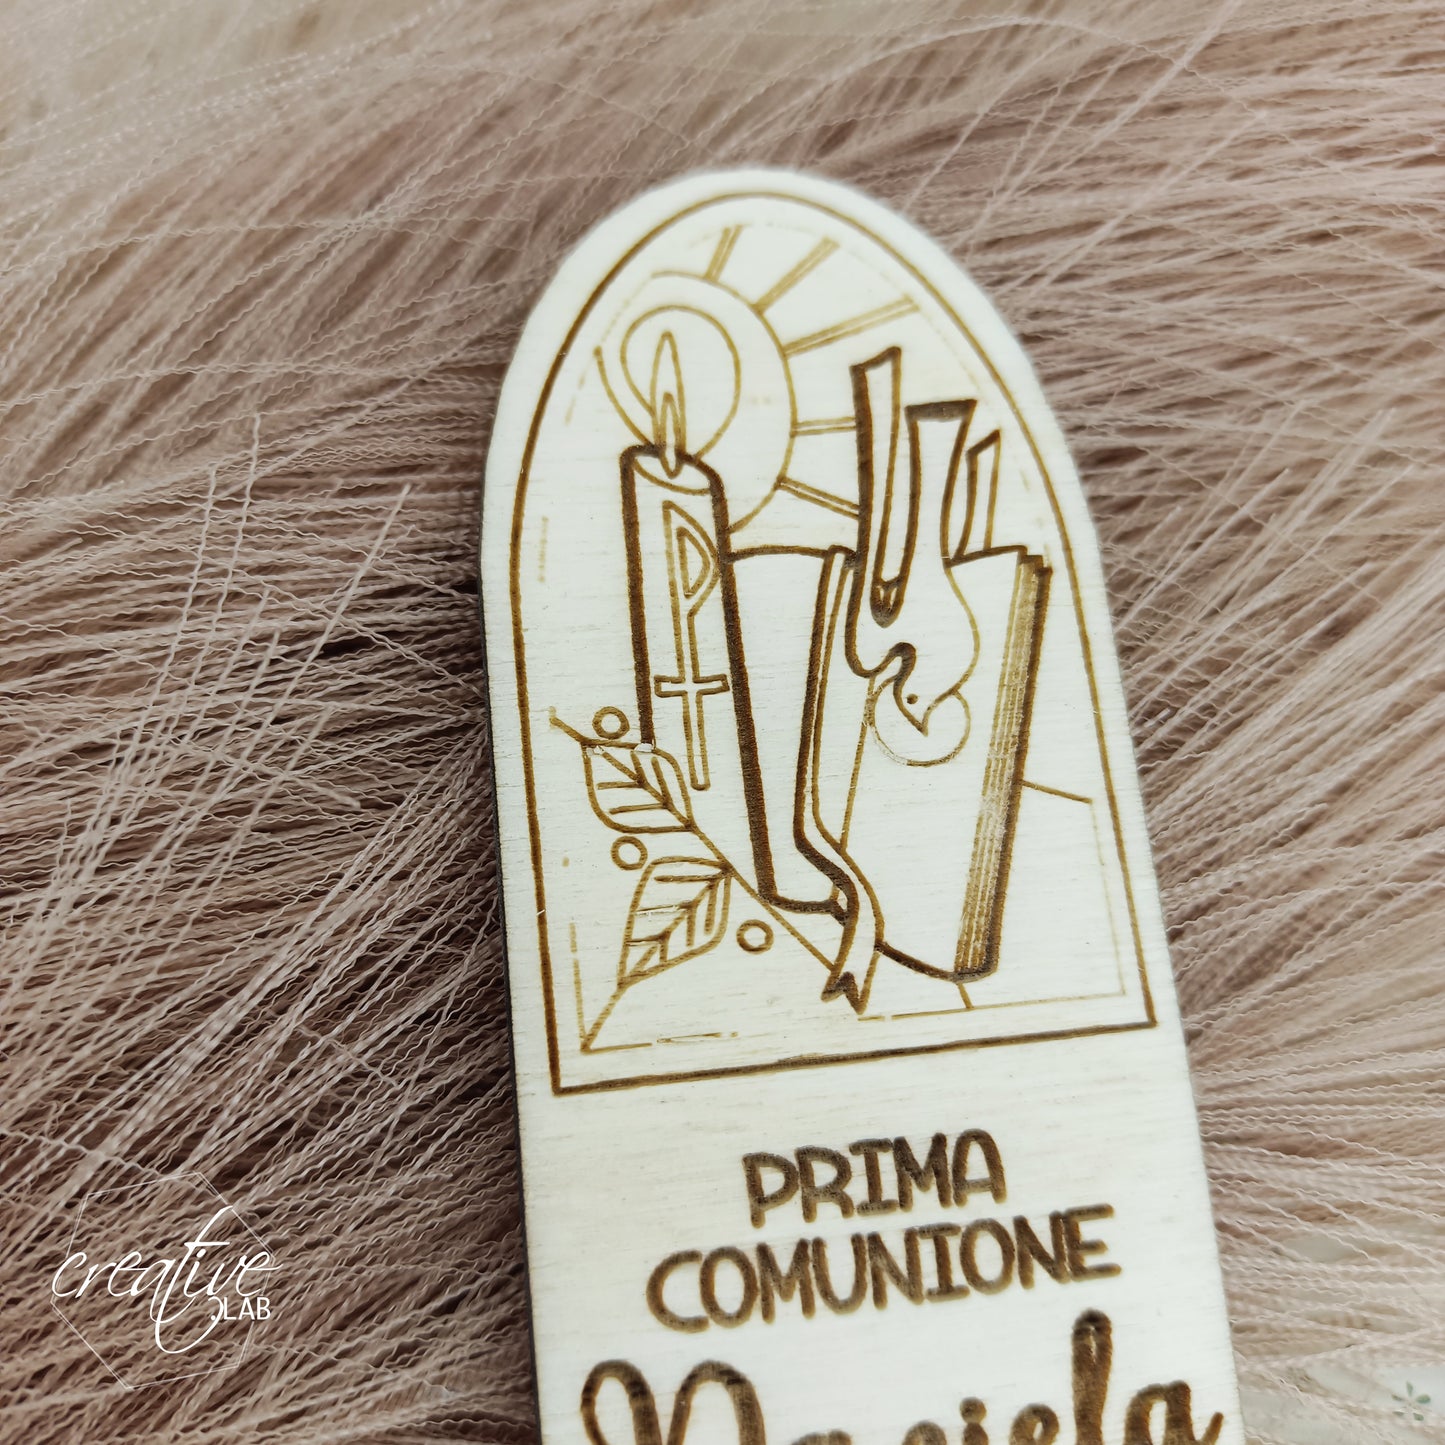 PRIMA
COMUNIONE
creative
.LAB